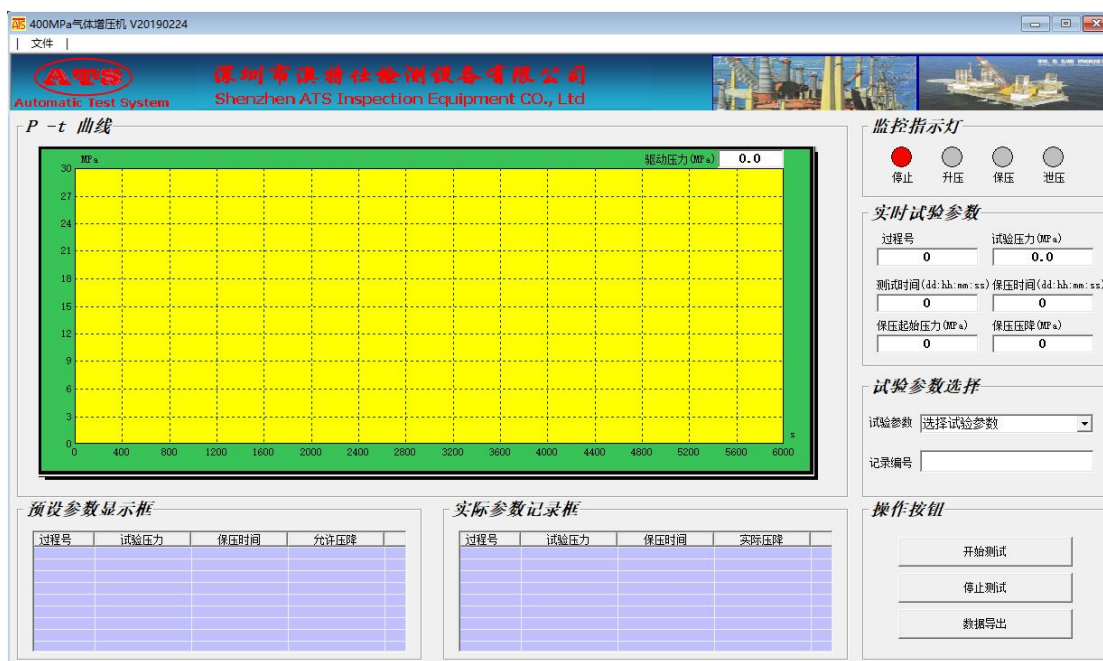 ATS 400MPa气体增压机 V20190224
| 文件 |
ATS
Automatic Test System
深圳市澳特仕检测设备有限公司
Shenzhen ATS Inspection Equipment CO., Ltd
OIL & GAS INDUSTRY
P -t 曲线
MPa
驱动压力(MPa) 0.0
30
27
24
21
18
15
12
9
6
3
0
s
0 400 800 1200 1600 2000 2400 2800 3200 3600 4000 4400 4800 5200 5600 6000
监控指示灯
停止 升压 保压 泄压
实时试验参数
过程号 试验压力(MPa)
0 0.0
测试时间(dd:hh:mm:ss) 保压时间(dd:hh:mm:ss)
0 0
保压起始压力(MPa) 保压压降(MPa)
0 0
试验参数选择
试验参数 选择试验参数
记录编号
预设参数显示框
过程号 试验压力 保压时间 允许压降
实际参数记录框
过程号 试验压力 保压时间 实际压降
操作按钮
开始测试
停止测试
数据导出